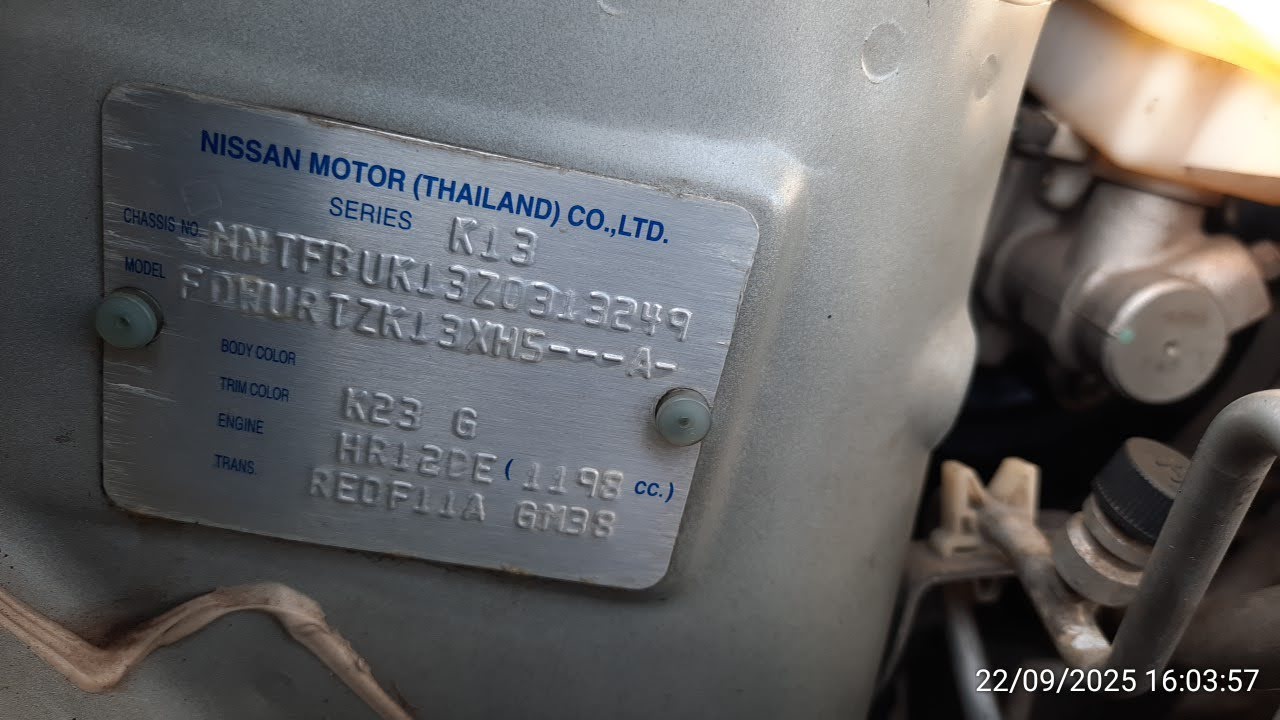 NISSAN MOTOR (THAILAND) CO.,LTD.
SERIES K13
CHASSIS NO MNTFBUK13Z0313249
MODEL FDRURTZK13XH5---A-
BODY COLOR
TRIM COLOR K23 G
ENGINE HR12DE (1198 cc.)
TRANS. RE0F11A GM38
22/09/2025 16:03:57